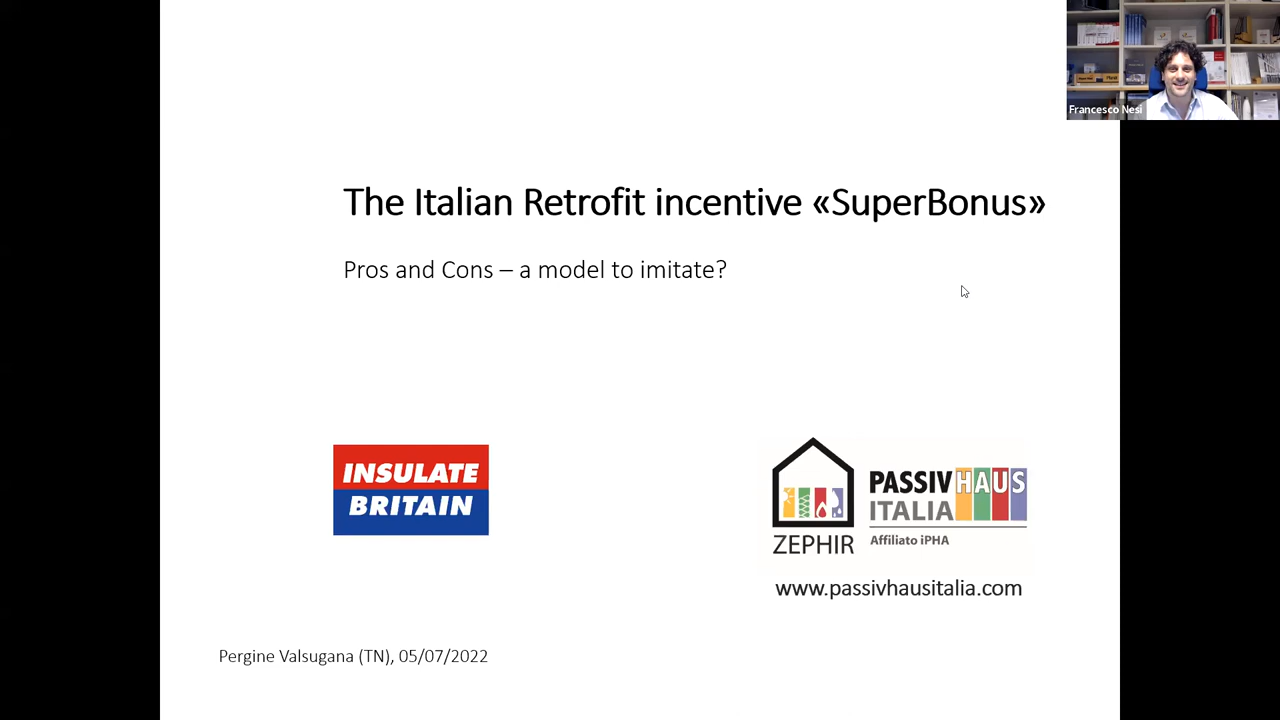 Francesco Nesi
The Italian Retrofit incentive «SuperBonus»
Pros and Cons – a model to imitate?
INSULATE
BRITAIN
ZEPHIR
PASSIVHAUS
ITALIA
Affiliato iPHA
www.passivhausitalia.com
Pergine Valsugana (TN), 05/07/2022